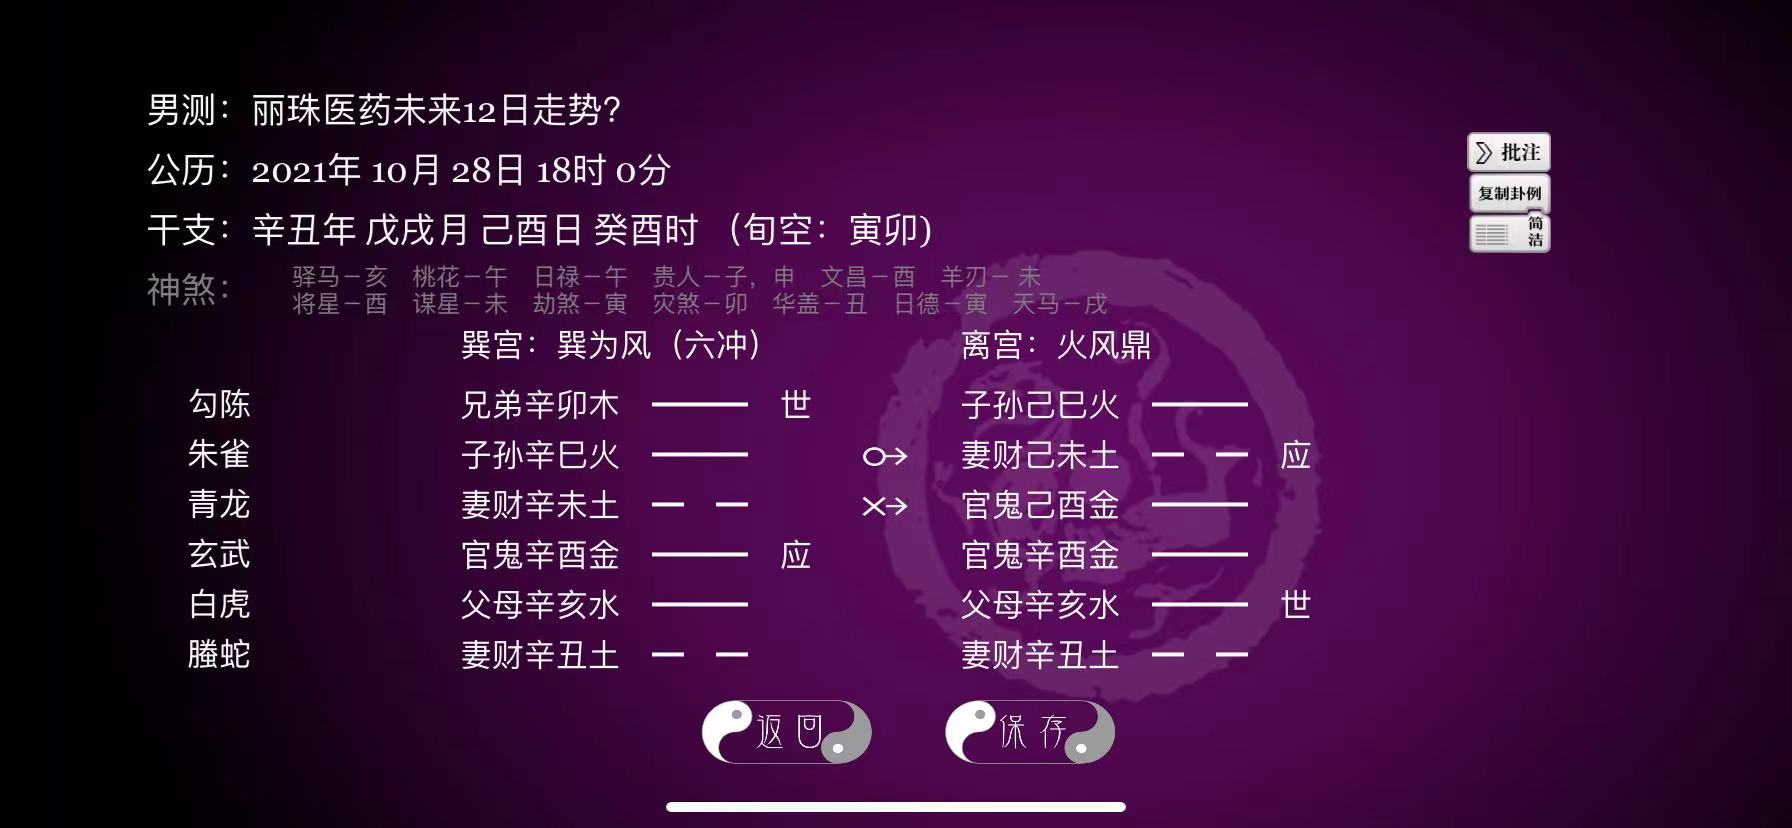 男测：丽珠医药未来12日走势？
公历：2021年 10月 28日 18时 0分
批注
干支：辛丑年 戊戌月 己酉日 癸酉时 （旬空：寅卯）
复制卦例
简洁
神煞：
驿马－亥 桃花－午 日禄－午 贵人－子，申 文昌－酉 羊刃－未
将星－酉 谋星－未 劫煞－寅 灾煞－卯 华盖－丑 日德－寅 天马－戌
巽宫：巽为风（六冲） 离宫：火风鼎
勾陈 兄弟辛卯木 世 子孙己巳火
朱雀 子孙辛巳火 妻财己未土 应
青龙 妻财辛未土 官鬼己酉金
玄武 官鬼辛酉金 应 官鬼辛酉金
白虎 父母辛亥水 父母辛亥水 世
螣蛇 妻财辛丑土 妻财辛丑土
返回 保存